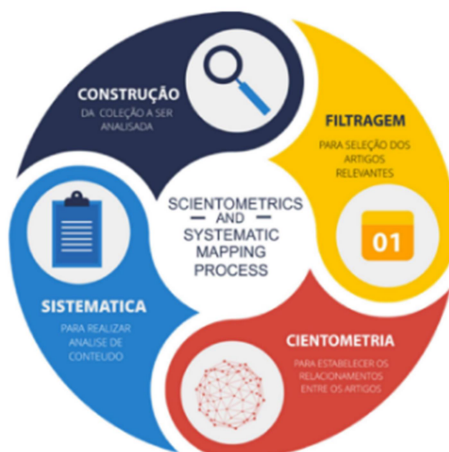 CONSTRUÇÃO
DA COLEÇÃO A SER
ANALISADA
FILTRAGEM
PARA SELEÇÃO DOS
ARTIGOS
RELEVANTES
01
SCIENTOMETRICS
AND
SYSTEMATIC
MAPPING
PROCESS
SISTEMATICA
PARA REALIZAR
ANALISE DE
CONTEUDO
CIENTOMETRIA
PARA ESTABELECER OS
RELACIONAMENTOS
ENTRE OS ARTIGOS